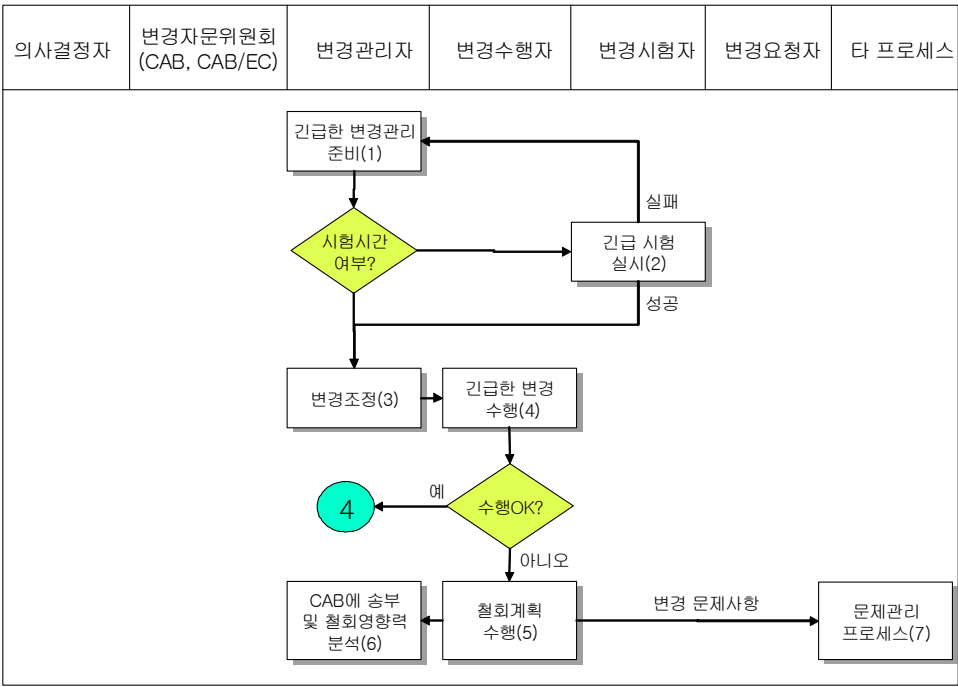 의사결정자
변경자문위원회
(CAB, CAB/EC)
변경관리자
변경수행자
변경시험자
변경요청자
타 프로세스
긴급한 변경관리
준비(1)
실패
시험시간
여부?
긴급 시험
실시(2)
성공
변경조정(3)
긴급한 변경
수행(4)
예
4
수행OK?
아니오
CAB에 송부
및 철회영향력
분석(6)
철회계획
수행(5)
변경 문제사항
문제관리
프로세스(7)